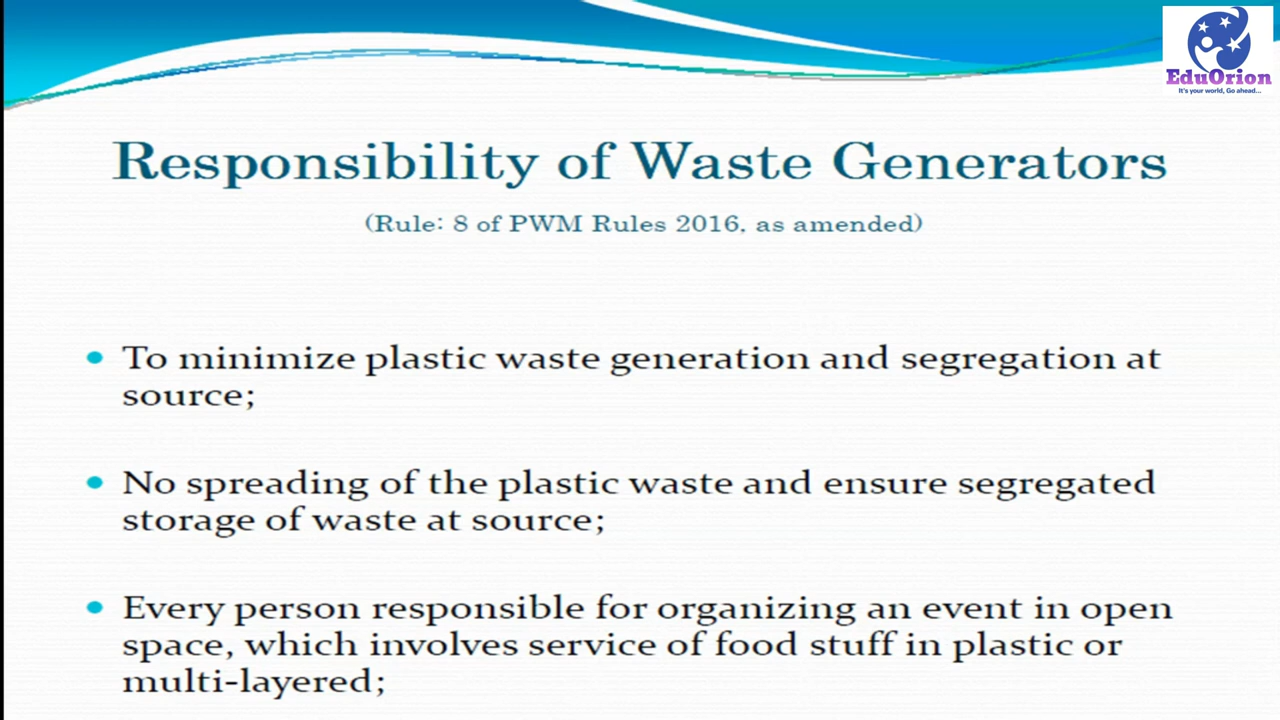 EduOrion
It's your world, Go ahead...
Responsibility of Waste Generators
(Rule: 8 of PWM Rules 2016, as amended)
• To minimize plastic waste generation and segregation at
source;
• No spreading of the plastic waste and ensure segregated
storage of waste at source;
• Every person responsible for organizing an event in open
space, which involves service of food stuff in plastic or
multi-layered;